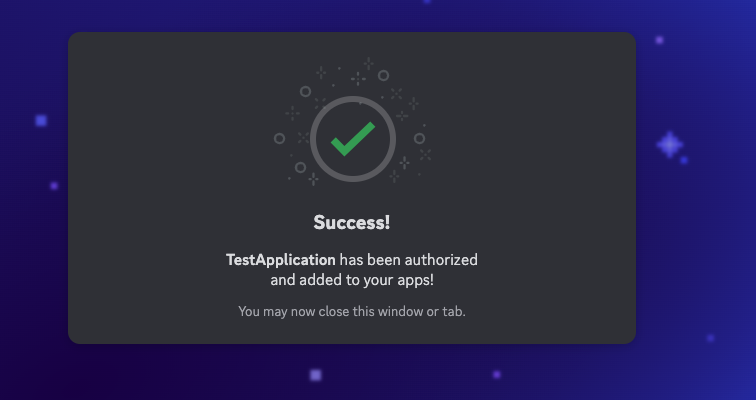 Success!
TestApplication has been authorized
and added to your apps!
You may now close this window or tab.